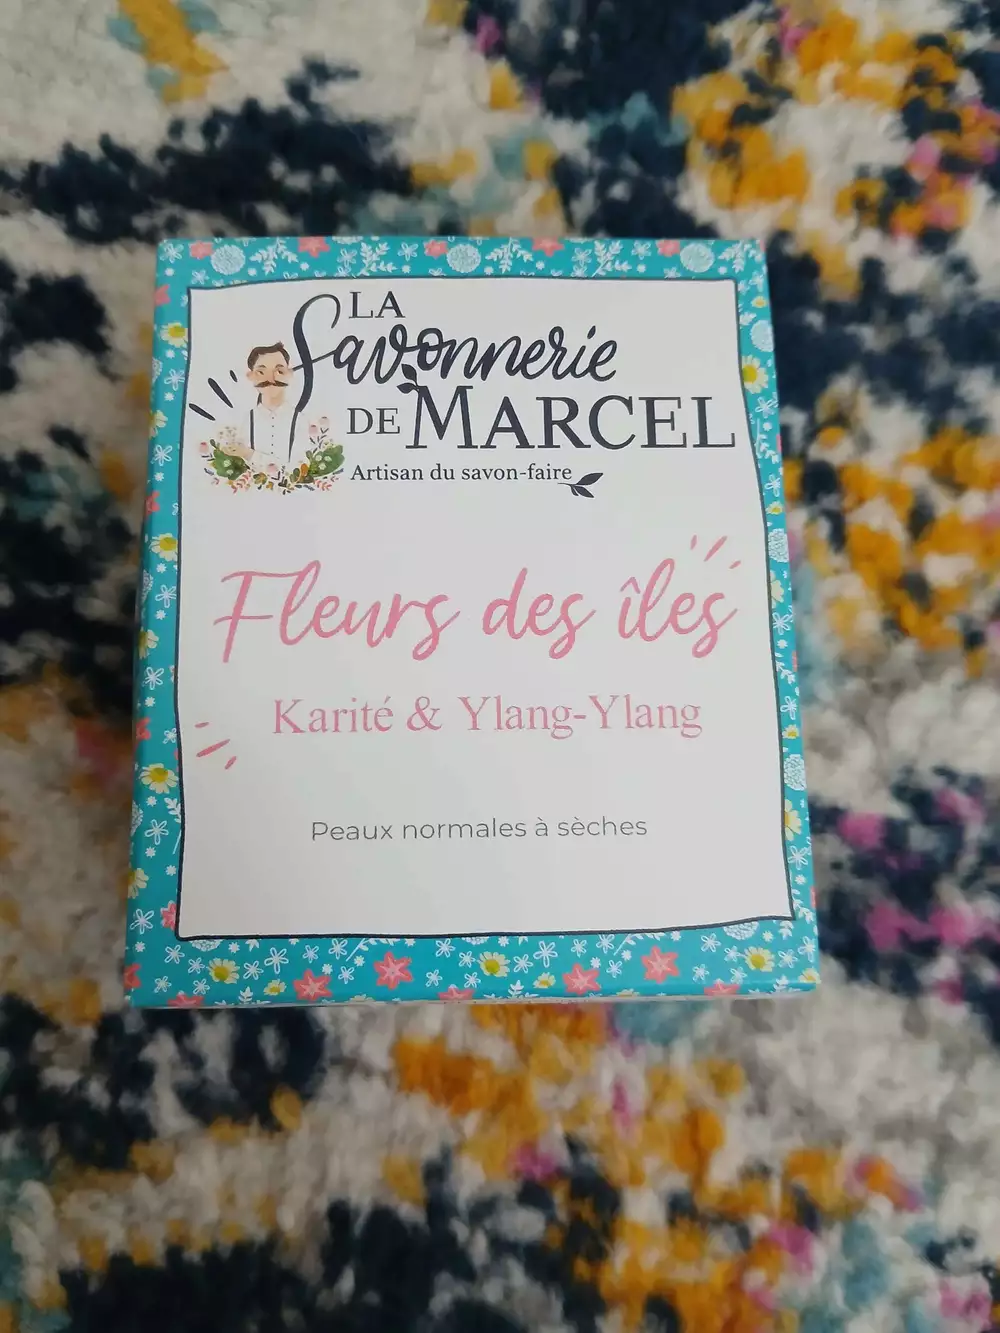 LA
Savonnerie
DE MARCEL
Artisan du savon-faire
Fleurs des îles
Karité & Ylang-Ylang
Peaux normales à sèches